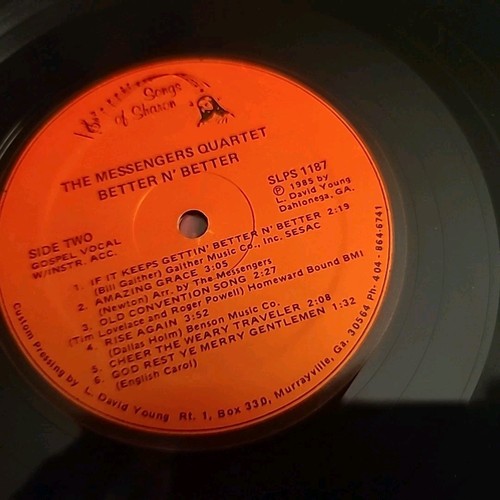 Songs
of Sharon
THE MESSENGERS QUARTET
BETTER N' BETTER
SLPS 1187
Ⓟ 1985 by
L. David Young
Dahlonega, GA.
SIDE TWO
GOSPEL VOCAL
W/INSTR. ACC.
1. IF IT KEEPS GETTIN' BETTER N' BETTER 2:19
(Bill Gaither) Gaither Music Co., Inc. SESAC
2. AMAZING GRACE 3:05
(Newton) Arr. by The Messengers
3. OLD CONVENTION SONG 2:27
(Tim Lovelace and Roger Powell) Homeward Bound BMI
4. RISE AGAIN 3:52
(Dallas Holm) Benson Music Co.
5. CHEER THE WEARY TRAVELER 2:08
6. GOD REST YE MERRY GENTLEMEN 1:32
(English Carol)
Custom Pressing by L. David Young Rt. 1, Box 33D, Murrayville, Ga. 30564 Ph: 404 - 864-6741